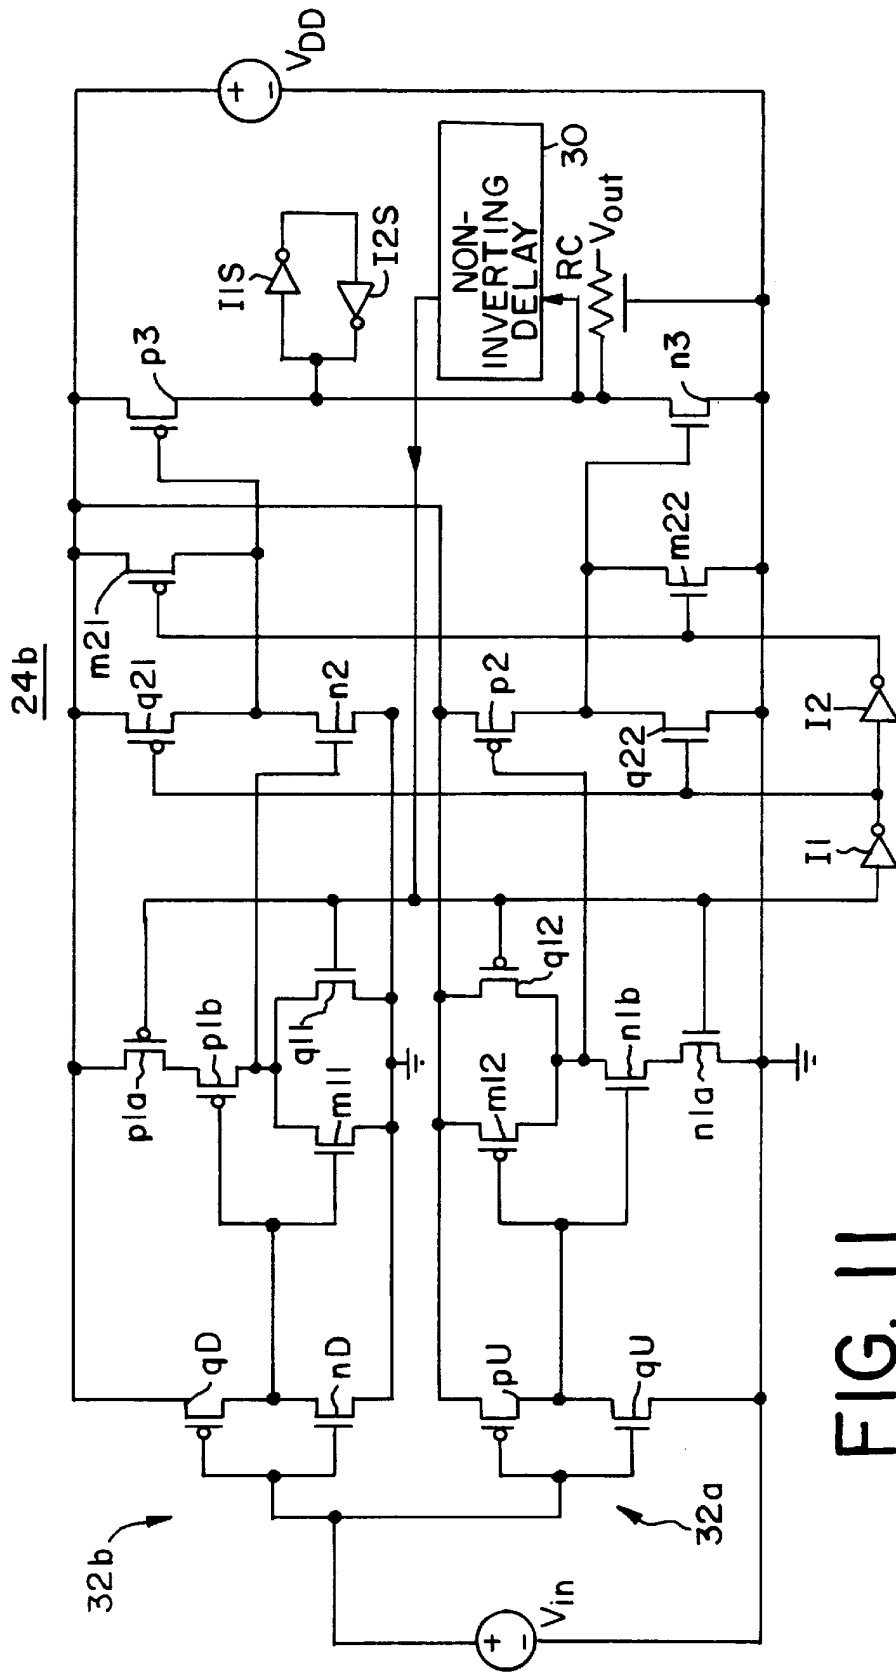 24b
32b
qD
nD
p1a
p1b
m11
q11
q21
n2
m21
p3
I1S
I2S
VDD
NON-
INVERTING
DELAY
30
RC
Vout
Vin
32a
pU
qU
m12
q12
n1b
n1a
p2
q22
m22
n3
I1
I2
FIG. 11